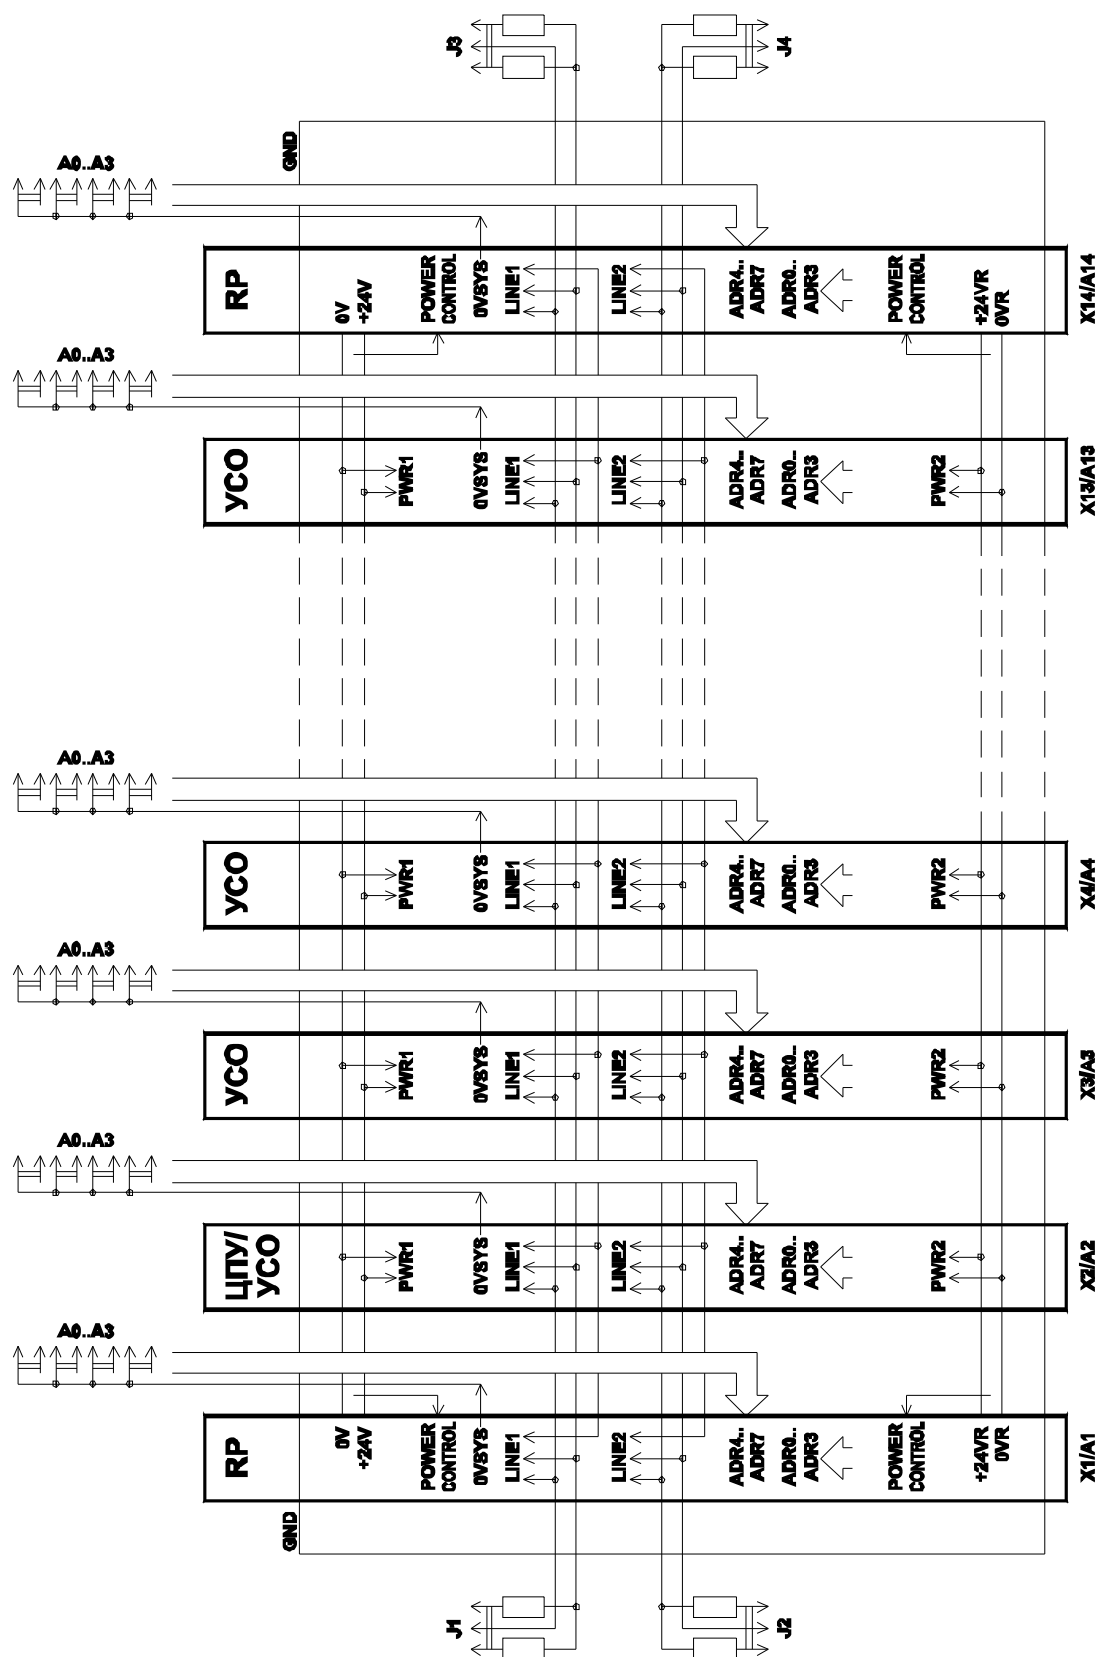 J3
J4
GND
A0..A3
RP
0V
+24V
POWER
CONTROL
0VSYS
LINE1
LINE2
ADR4..
ADR7
ADR0..
ADR3
POWER
CONTROL
+24VR
0VR
X14/A14
A0..A3
УСО
PWR1
0VSYS
LINE1
LINE2
ADR4..
ADR7
ADR0..
ADR3
PWR2
X13/A13
A0..A3
УСО
PWR1
0VSYS
LINE1
LINE2
ADR4..
ADR7
ADR0..
ADR3
PWR2
X4/A4
A0..A3
УСО
PWR1
0VSYS
LINE1
LINE2
ADR4..
ADR7
ADR0..
ADR3
PWR2
X3/A3
A0..A3
ЦПУ/
УСО
PWR1
0VSYS
LINE1
LINE2
ADR4..
ADR7
ADR0..
ADR3
PWR2
X2/A2
A0..A3
RP
0V
+24V
POWER
CONTROL
0VSYS
LINE1
LINE2
ADR4..
ADR7
ADR0..
ADR3
POWER
CONTROL
+24VR
0VR
X1/A1
GND
J1
J2